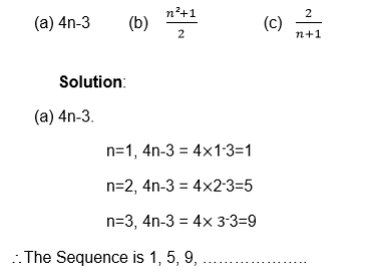 (a) 4n-3 (b) n²+1/2 (c) 2/n+1
Solution:
(a) 4n-3.
n=1, 4n-3 = 4×1-3=1
n=2, 4n-3 = 4×2-3=5
n=3, 4n-3 = 4× 3-3=9
∴The Sequence is 1, 5, 9, ………………..